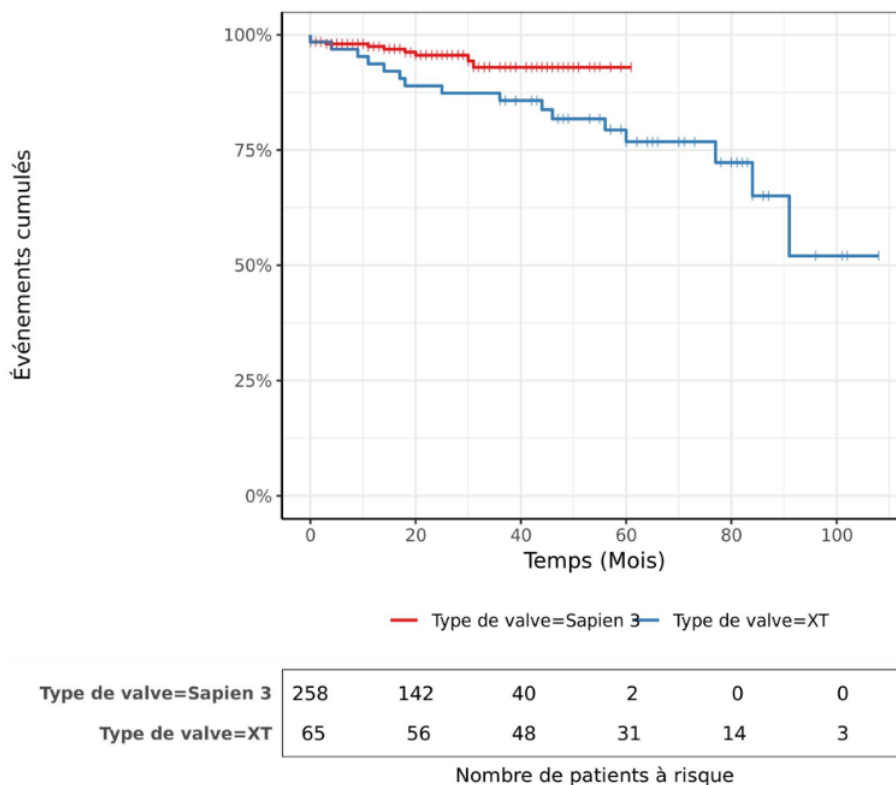 Événements cumulés
100%
75%
50%
25%
0%
0 20 40 60 80 100
Temps (Mois)
Type de valve=Sapien 3 Type de valve=XT
Type de valve=Sapien 3 258 142 40 2 0 0
Type de valve=XT 65 56 48 31 14 3
Nombre de patients à risque